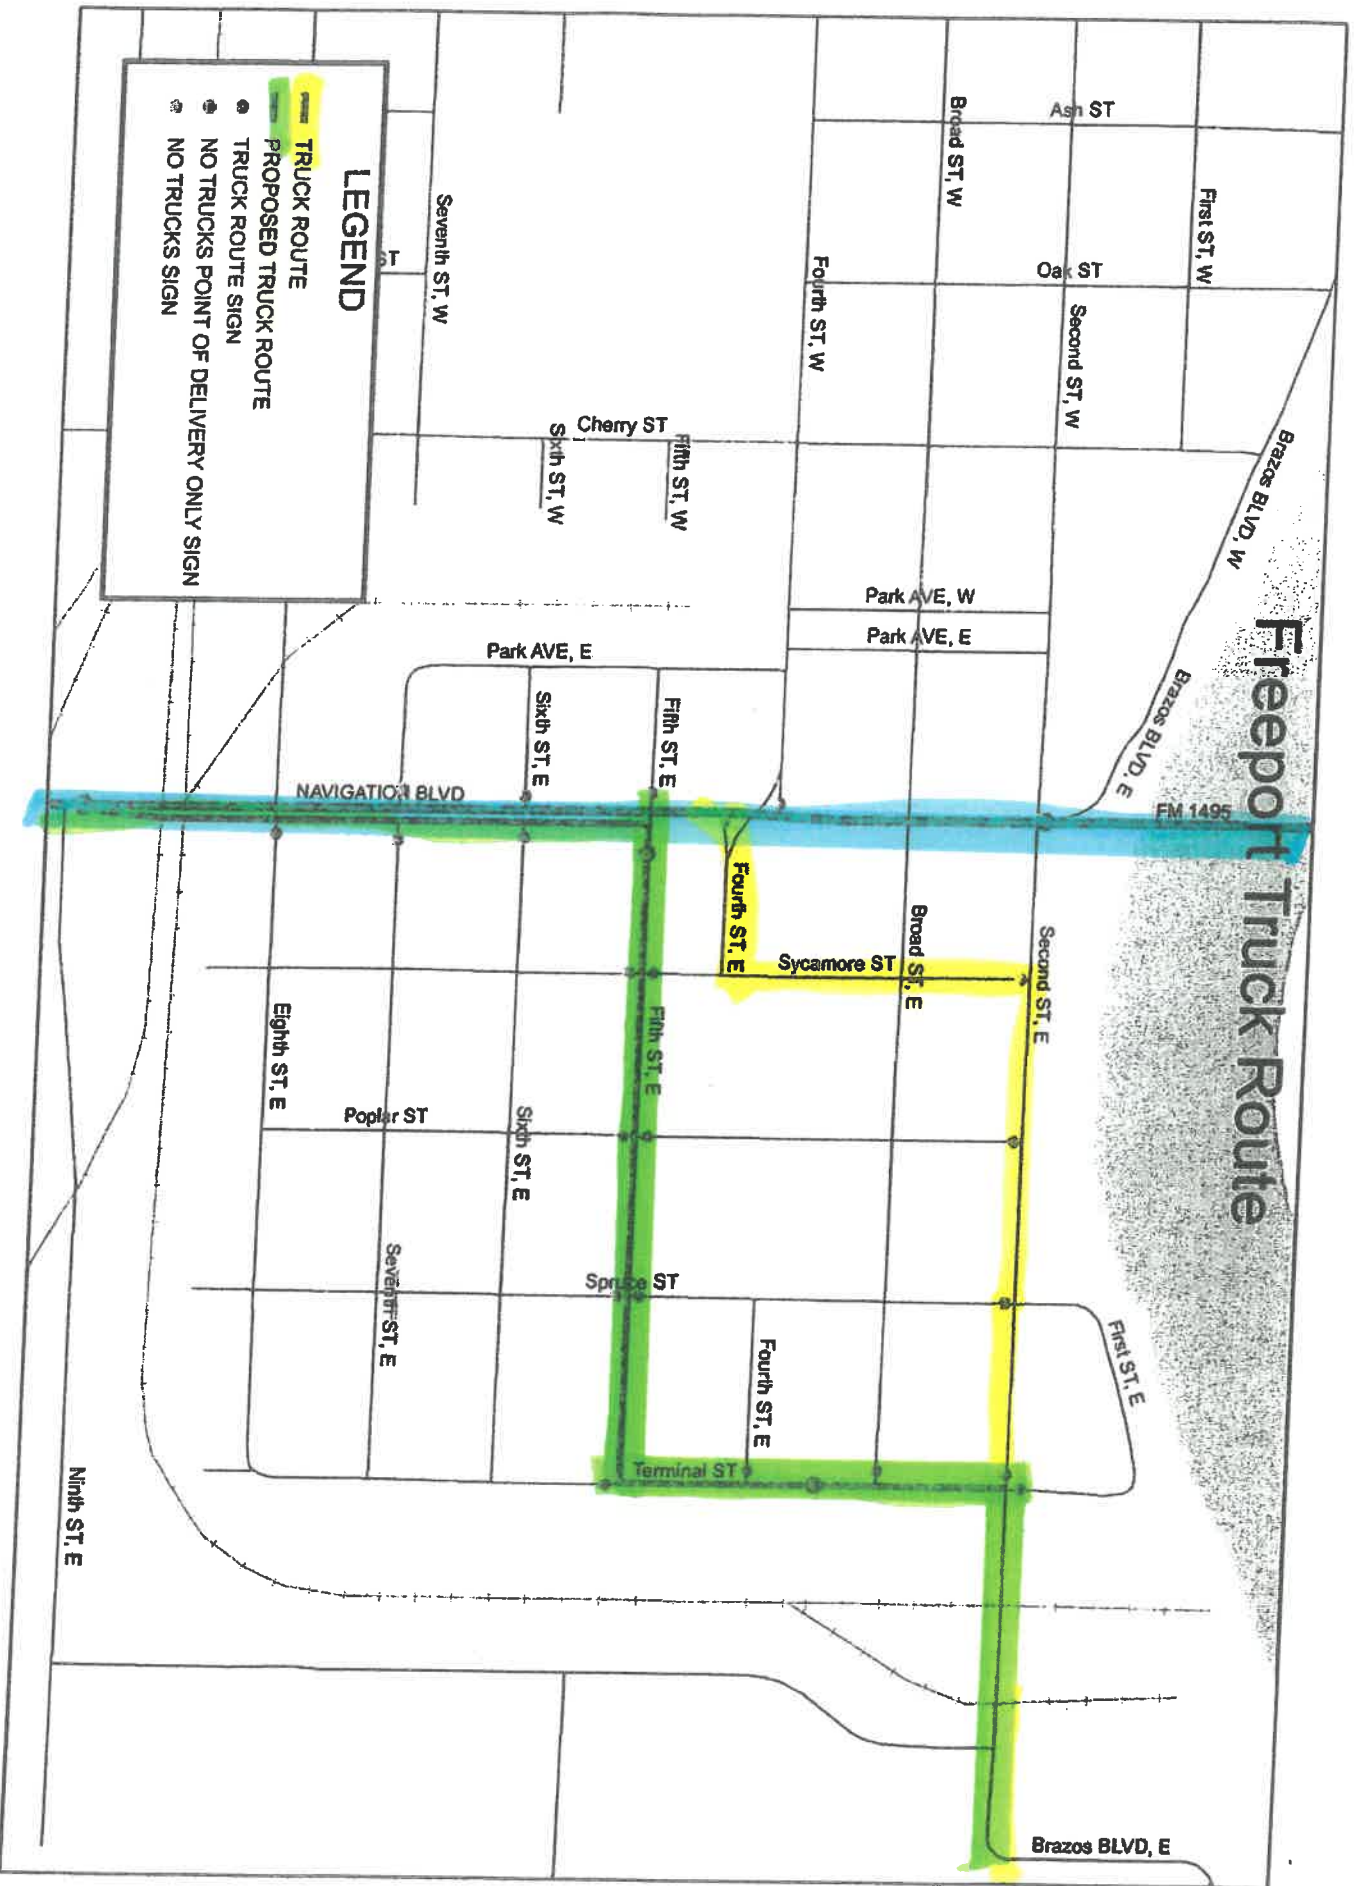 Freeport Truck Route
LEGEND
TRUCK ROUTE
PROPOSED TRUCK ROUTE
TRUCK ROUTE SIGN
NO TRUCKS POINT OF DELIVERY ONLY SIGN
NO TRUCKS SIGN
Ash ST
Broad ST, W
First ST, W
Oak ST
Seventh ST, W
ST
Fourth ST, W
Second ST, W
Cherry ST
Sixth ST, W
Fifth ST, W
Brazos BLVD, W
Park AVE, W
Park AVE, E
Park AVE, E
Sixth ST, E
Fifth ST, E
Brazos BLVD, E
NAVIGATION BLVD
FM 1495
Fourth ST, E
Broad ST, E
Second ST, E
Sycamore ST
Eighth ST, E
Fifth ST, E
Poplar ST
Sixth ST, E
Seventh ST, E
Spruce ST
Fourth ST, E
First ST, E
Terminal ST
Ninth ST, E
Brazos BLVD, E